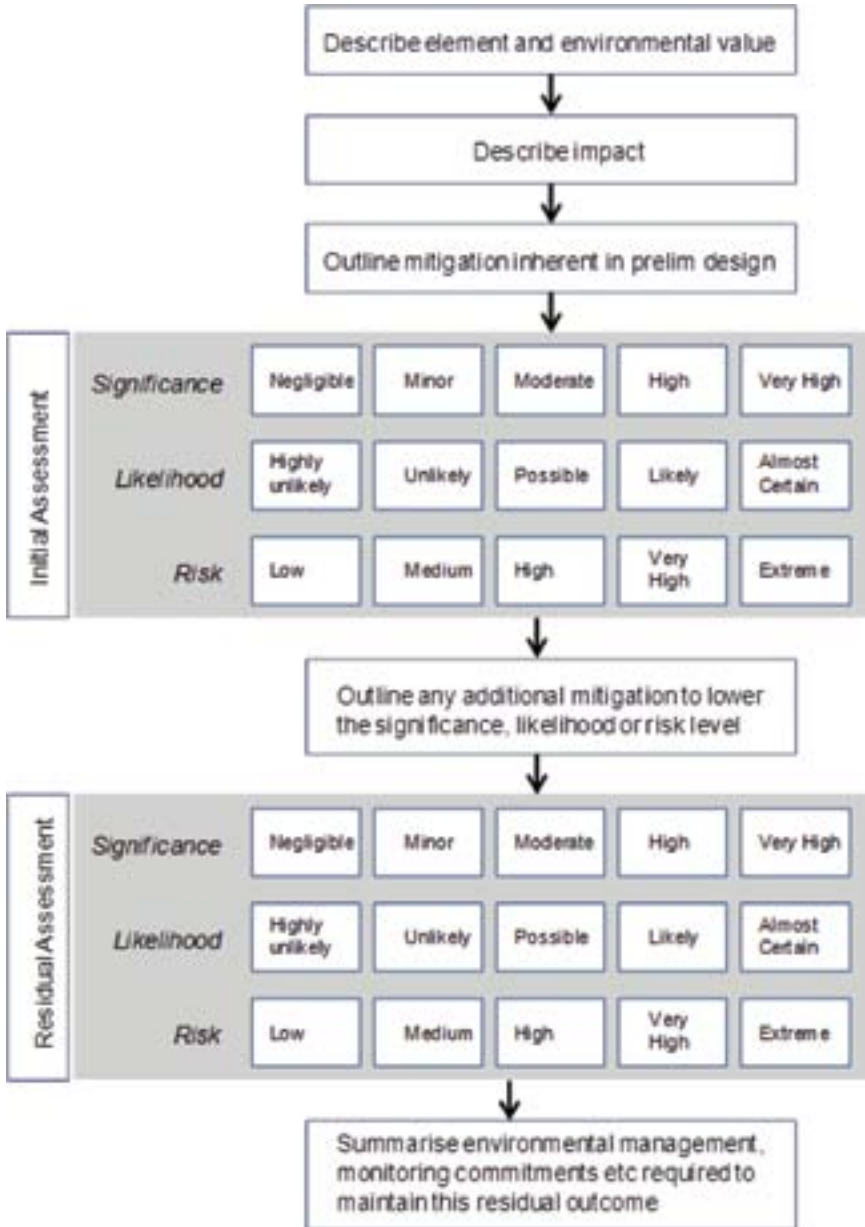 Describe element and environmental value
Describe impact
Outline mitigation inherent in prelim design
Initial Assessment
Significance
Negligible
Minor
Moderate
High
Very High
Likelihood
Highly
unlikely
Unlikely
Possible
Likely
Almost
Certain
Risk
Low
Medium
High
Very
High
Extreme
Outline any additional mitigation to lower
the significance, likelihood or risk level
Residual Assessment
Significance
Negligible
Minor
Moderate
High
Very High
Likelihood
Highly
unlikely
Unlikely
Possible
Likely
Almost
Certain
Risk
Low
Medium
High
Very
High
Extreme
Summarise environmental management,
monitoring commitments etc required to
maintain this residual outcome